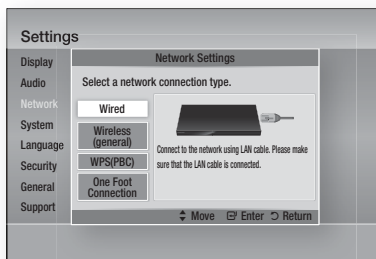 Settings
Display
Audio
Network
System
Language
Security
General
Support
Network Settings
Select a network connection type.
Wired
Wireless
(general)
WPS(PBC)
One Foot
Connection
Connect to the network using LAN cable. Please make
sure that the LAN cable is connected.
Move Enter Return